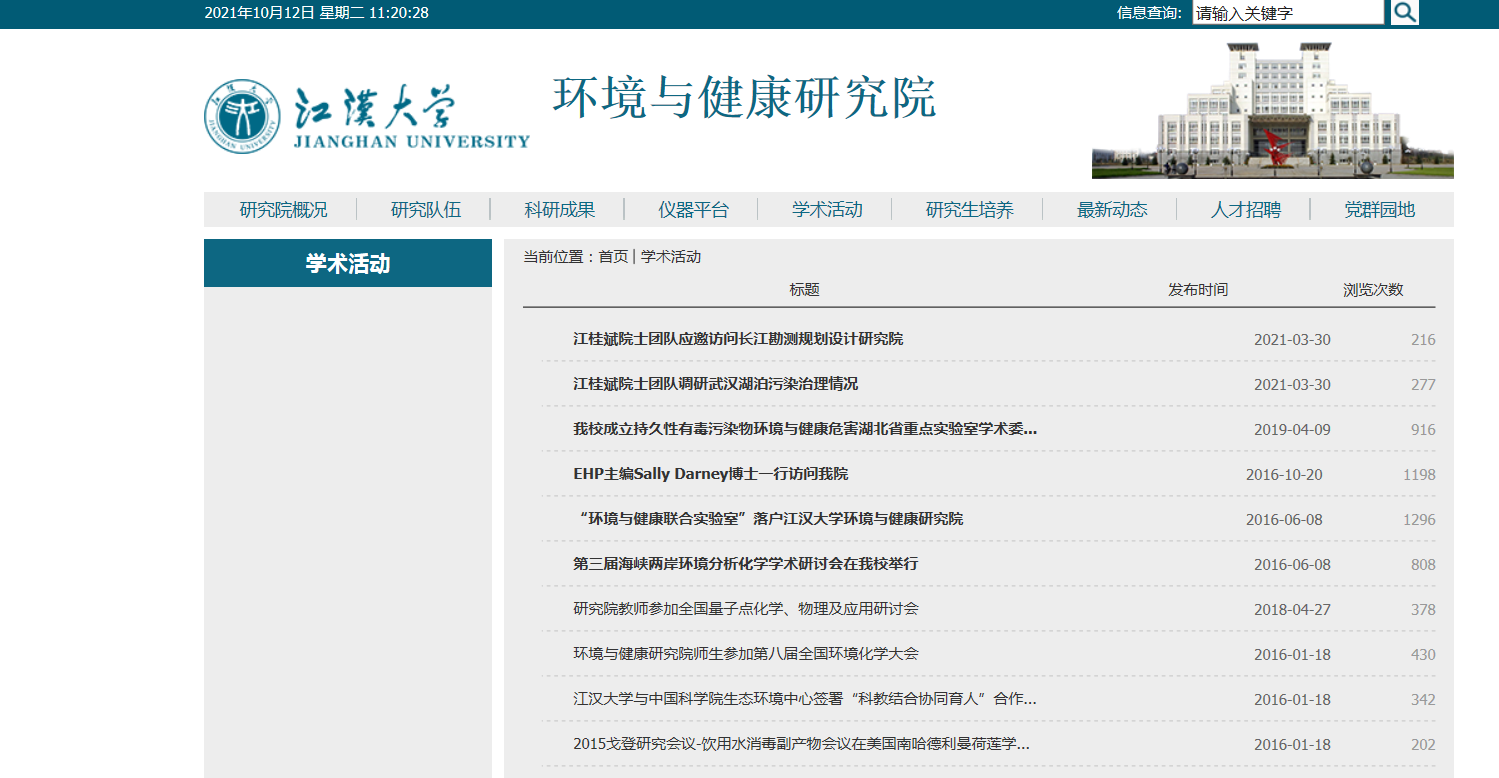 2021年10月12日 星期二 11:20:28 信息查询: 请输入关键字
江漢大学 环境与健康研究院
JIANGHAN UNIVERSITY
研究院概况 研究队伍 科研成果 仪器平台 学术活动 研究生培养 最新动态 人才招聘 党群园地
学术活动
当前位置：首页 | 学术活动
标题 发布时间 浏览次数
江桂斌院士团队应邀访问长江勘测规划设计研究院 2021-03-30 216
江桂斌院士团队调研武汉湖泊污染治理情况 2021-03-30 277
我校成立持久性有毒污染物环境与健康危害湖北省重点实验室学术委... 2019-04-09 916
EHP主编Sally Darney博士一行访问我院 2016-10-20 1198
“环境与健康联合实验室”落户江汉大学环境与健康研究院 2016-06-08 1296
第三届海峡两岸环境分析化学学术研讨会在我校举行 2016-06-08 808
研究院教师参加全国量子点化学、物理及应用研讨会 2018-04-27 378
环境与健康研究院师生参加第八届全国环境化学大会 2016-01-18 430
江汉大学与中国科学院生态环境中心签署“科教结合协同育人”合作... 2016-01-18 342
2015戈登研究会议-饮用水消毒副产物会议在美国南哈德利曼荷莲学... 2016-01-18 202